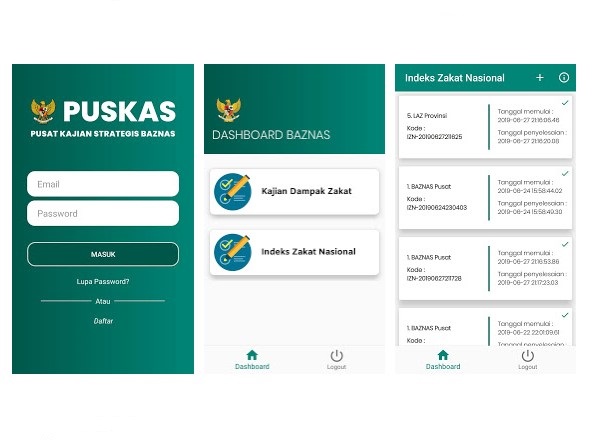 PUSKAS
PUSAT KAJIAN STRATEGIS BAZNAS
Email
Password
MASUK
Lupa Password?
Atau
Daftar
DASHBOARD BAZNAS
Kajian Dampak Zakat
Indeks Zakat Nasional
Dashboard
Logout
Indeks Zakat Nasional
5. LAZ Provinsi
Kode :
IZN-20190627211625
Tanggal memulai :
2019-06-27 21:16:06.46
Tanggal penyelesaian :
2019-06-27 21:16:20.08
1. BAZNAS Pusat
Kode :
IZN-20190624230403
Tanggal memulai :
2019-06-24 15:58:44.02
Tanggal penyelesaian :
2019-06-24 15:58:49.30
1. BAZNAS Pusat
Kode :
IZN-20190627211728
Tanggal memulai :
2019-06-27 21:16:53.86
Tanggal penyelesaian :
2019-06-27 21:17:23.03
1. BAZNAS Pusat
Kode :
Tanggal memulai :
2019-06-22 22:01:09.61
Tanggal penyelesaian :
Dashboard
Logout